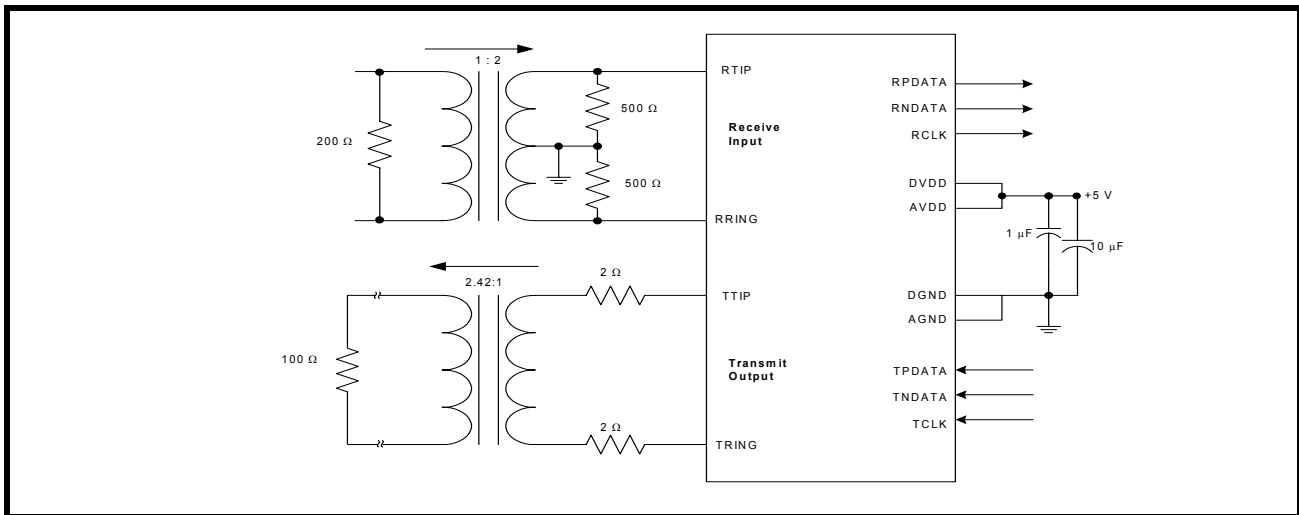 1 : 2
200 Ω
500 Ω
500 Ω
RTIP
Receive
Input
RRING
RPDATA
RNDATA
RCLK
DVDD
AVDD
+5 V
1 μF
10 μF
2.42:1
100 Ω
2 Ω
2 Ω
TTIP
Transmit
Output
TRING
DGND
AGND
TPDATA
TNDATA
TCLK